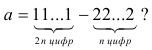 a = 11...1 − 22...2 ?
2n цифр n цифр